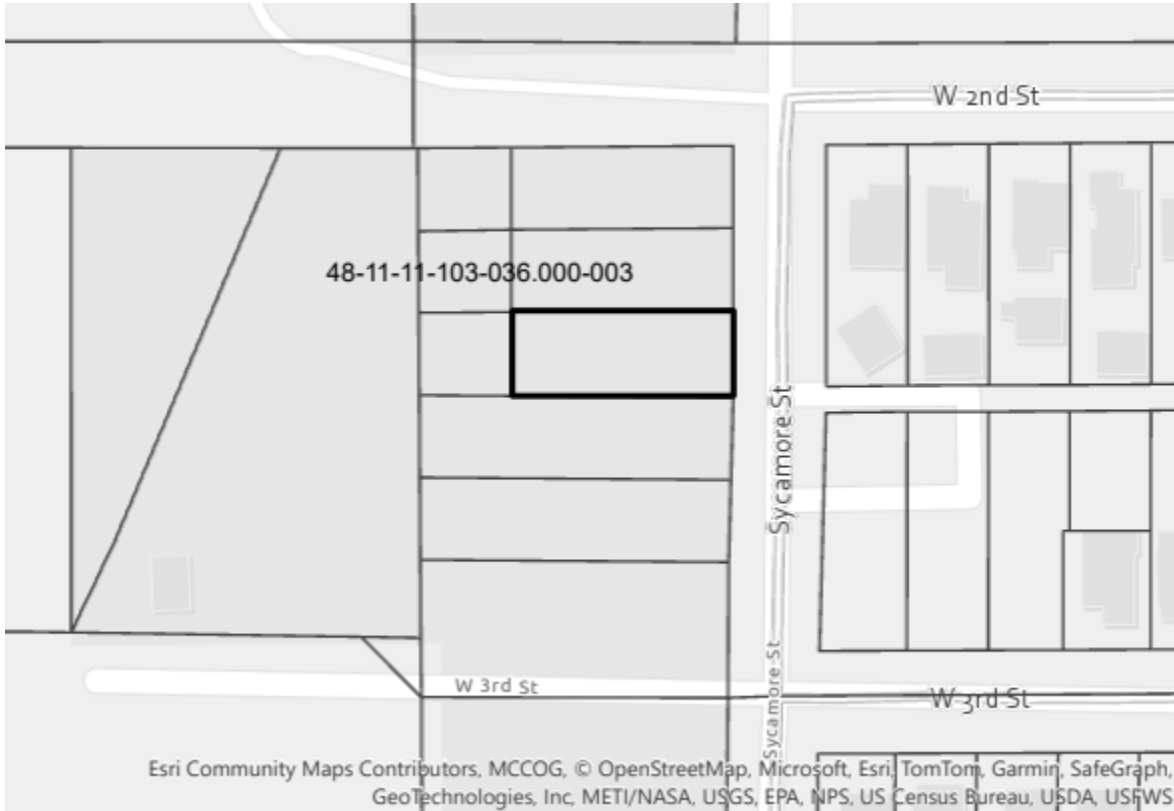 W 2nd St
48-11-11-103-036.000-003
Sycamore St
Sycamore St
W 3rd St
W 3rd St
Esri Community Maps Contributors, MCCOG, © OpenStreetMap, Microsoft, Esri, TomTom, Garmin, SafeGraph,
GeoTechnologies, Inc, METI/NASA, USGS, EPA, NPS, US Census Bureau, USDA, USFWS